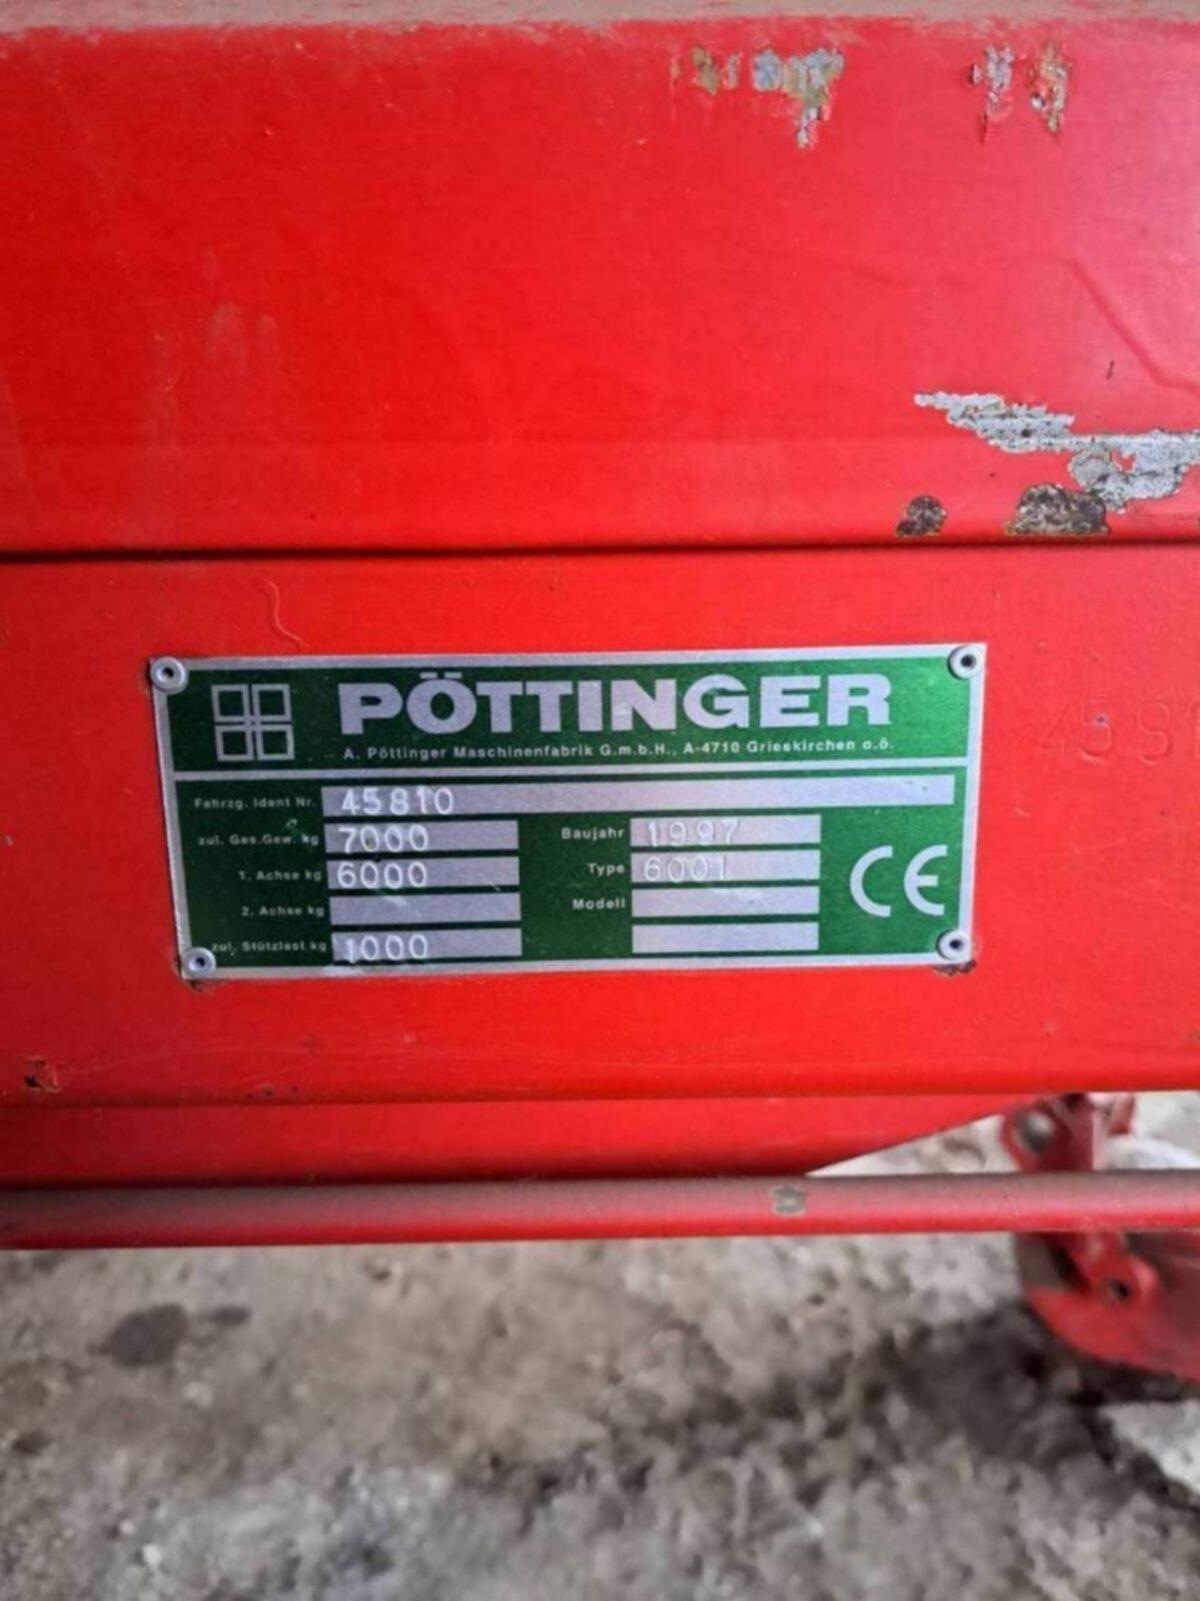 PÖTTINGER
A. Pöttinger Maschinenfabrik G.m.b.H., A-4710 Grieskirchen o.ö.
Fahrzg. Ident Nr. 45810
zul. Ges.Gew. kg 7000 Baujahr 1997
1. Achse kg 6000 Type 6001
2. Achse kg Modell
zul. Stützlast kg 1000
CE
4581